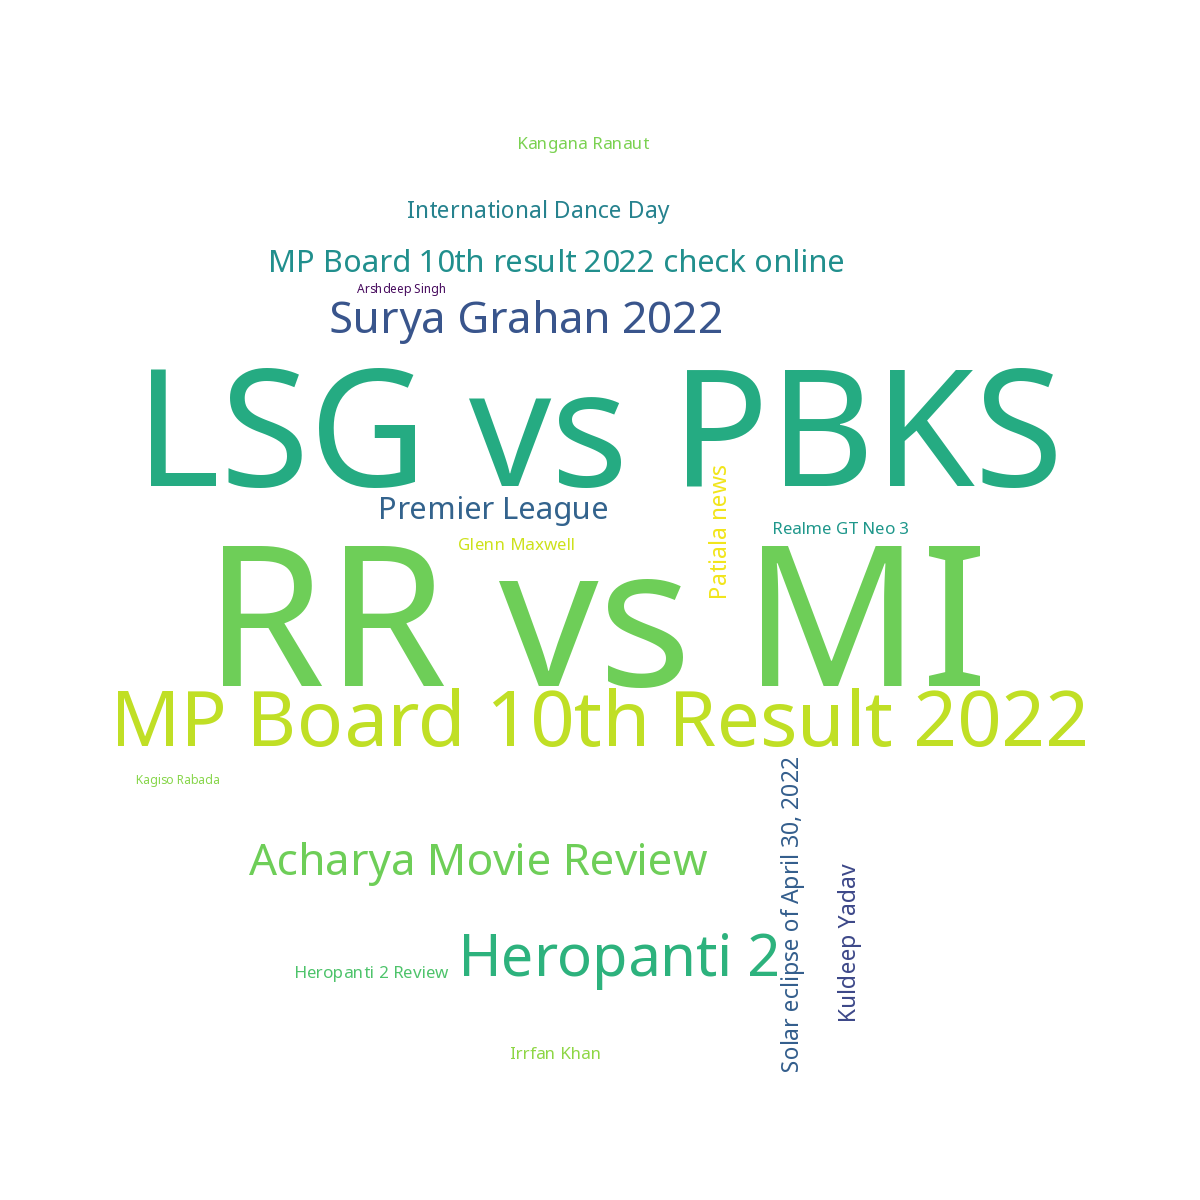 Kangana Ranaut
International Dance Day
MP Board 10th result 2022 check online
Arshdeep Singh
Surya Grahan 2022
LSG vs PBKS
Premier League
Patiala news
Realme GT Neo 3
Glenn Maxwell
RR vs MI
MP Board 10th Result 2022
Kagiso Rabada
Solar eclipse of April 30, 2022
Acharya Movie Review
Kuldeep Yadav
Heropanti 2
Heropanti 2 Review
Irrfan Khan